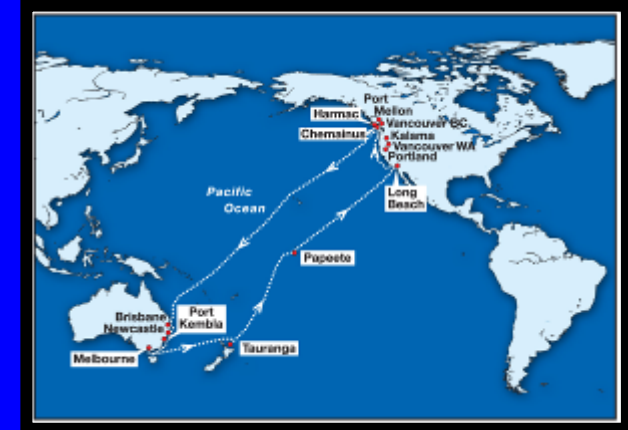 Port
Mellon
Harmac
Vancouver BC
Chemainus
Kalama
Vancouver WA
Portland
Pacific
Ocean
Long
Beach
Papeete
Brisbane
Port
Newcastle
Kembla
Melbourne
Tauranga